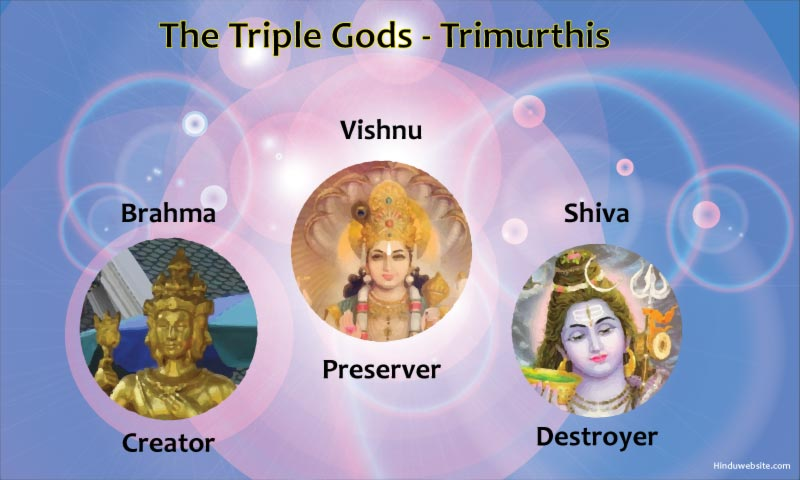 The Triple Gods - Trimurthis
Vishnu
Brahma
Shiva
Preserver
Creator
Destroyer
Hinduwebsite.com